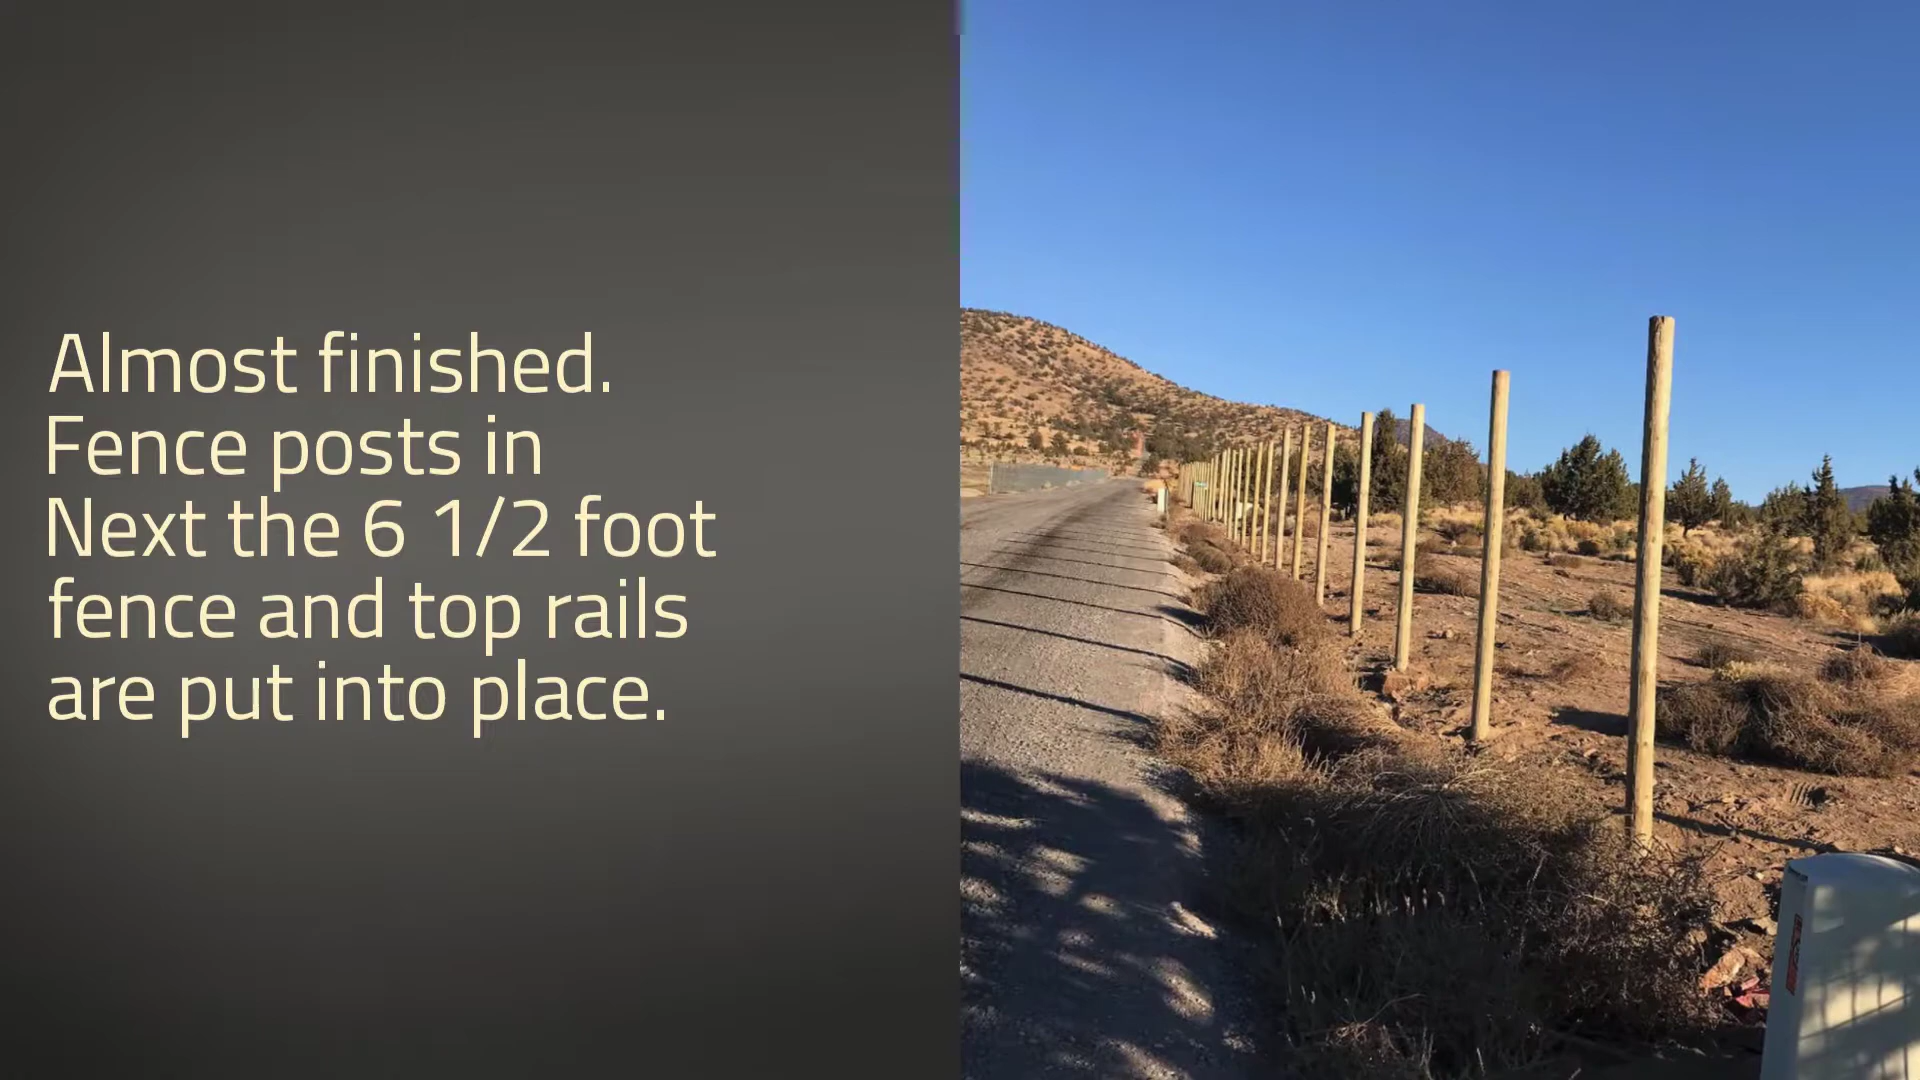 Almost finished.
Fence posts in
Next the 6 1/2 foot
fence and top rails
are put into place.